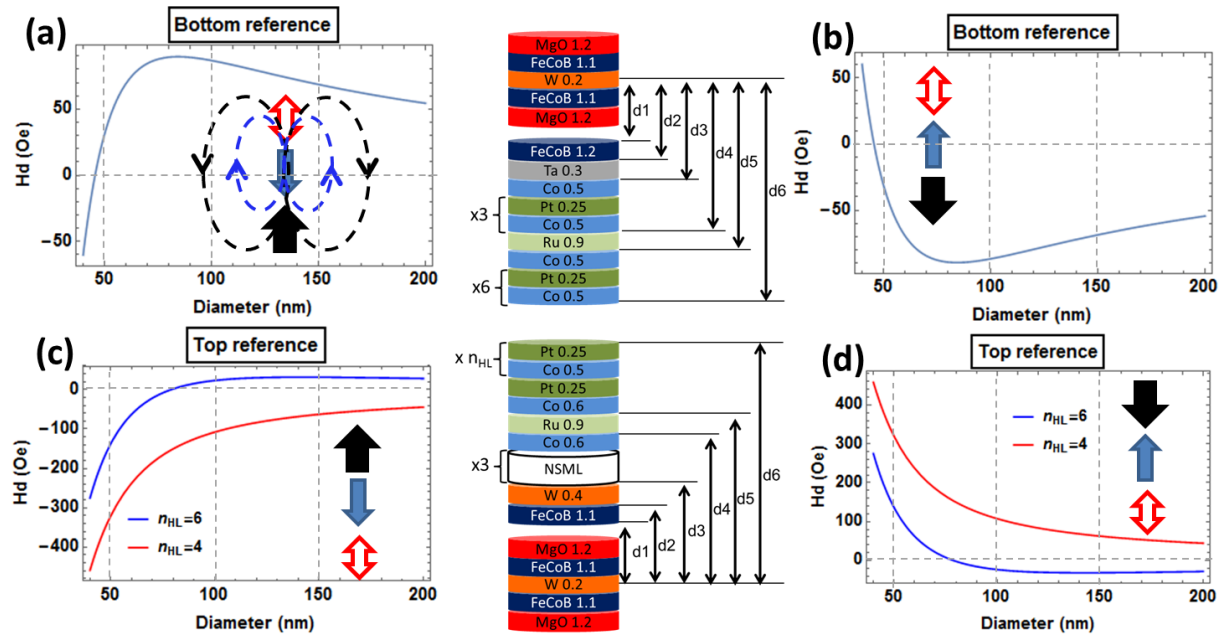 (a)
Bottom reference
Hd (Oe)
50
0
−50
50
100
150
200
Diameter (nm)
MgO 1.2
FeCoB 1.1
W 0.2
FeCoB 1.1
MgO 1.2
FeCoB 1.2
Ta 0.3
Co 0.5
x3
Pt 0.25
Co 0.5
Ru 0.9
Co 0.5
x6
Pt 0.25
Co 0.5
d1
d2
d3
d4
d5
d6
(b)
Bottom reference
Hd (Oe)
50
0
−50
50
100
150
200
Diameter (nm)
(c)
Top reference
Hd (Oe)
0
−100
−200
−300
−400
nHL=6
nHL=4
50
100
150
200
Diameter (nm)
x nHL
Pt 0.25
Co 0.5
Pt 0.25
Co 0.6
Ru 0.9
Co 0.6
x3
NSML
W 0.4
FeCoB 1.1
MgO 1.2
FeCoB 1.1
W 0.2
FeCoB 1.1
MgO 1.2
d1
d2
d3
d4
d5
d6
(d)
Top reference
Hd (Oe)
400
300
200
100
0
nHL=6
nHL=4
50
100
150
200
Diameter (nm)